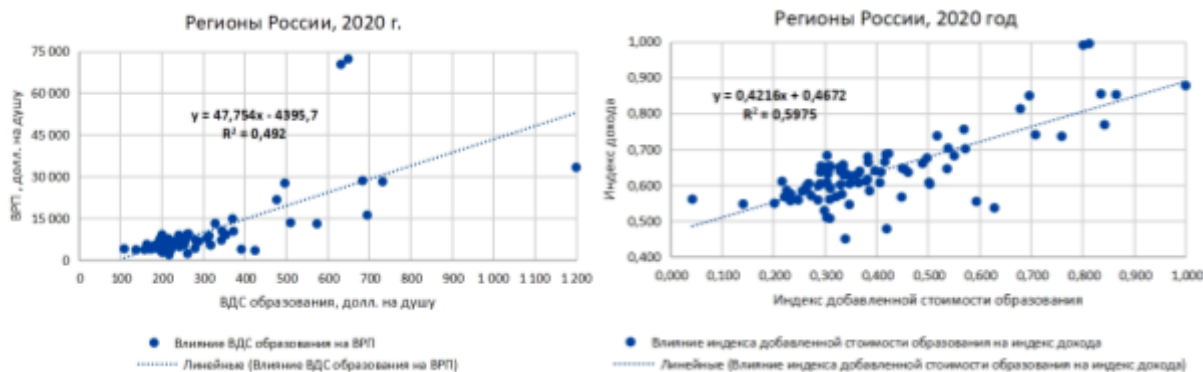 Регионы России, 2020 г.
75 000
60 000
45 000
30 000
15 000
0
ВРП, долл. на душу
y = 47,754x - 4395,7
R² = 0,492
0 100 200 300 400 500 600 700 800 900 1 000 1 100 1 200
ВДС образования, долл. на душу
Влияние ВДС образования на ВРП
Линейные (Влияние ВДС образования на ВРП)
Регионы России, 2020 год
1,000
0,900
0,800
0,700
0,600
0,500
0,400
Индекс дохода
y = 0,4216x + 0,4672
R² = 0,5975
0,000 0,100 0,200 0,300 0,400 0,500 0,600 0,700 0,800 0,900 1,000
Индекс добавленной стоимости образования
Влияние индекса добавленной стоимости образования на индекс дохода
Линейные (Влияние индекса добавленной стоимости образования на индекс дохода)